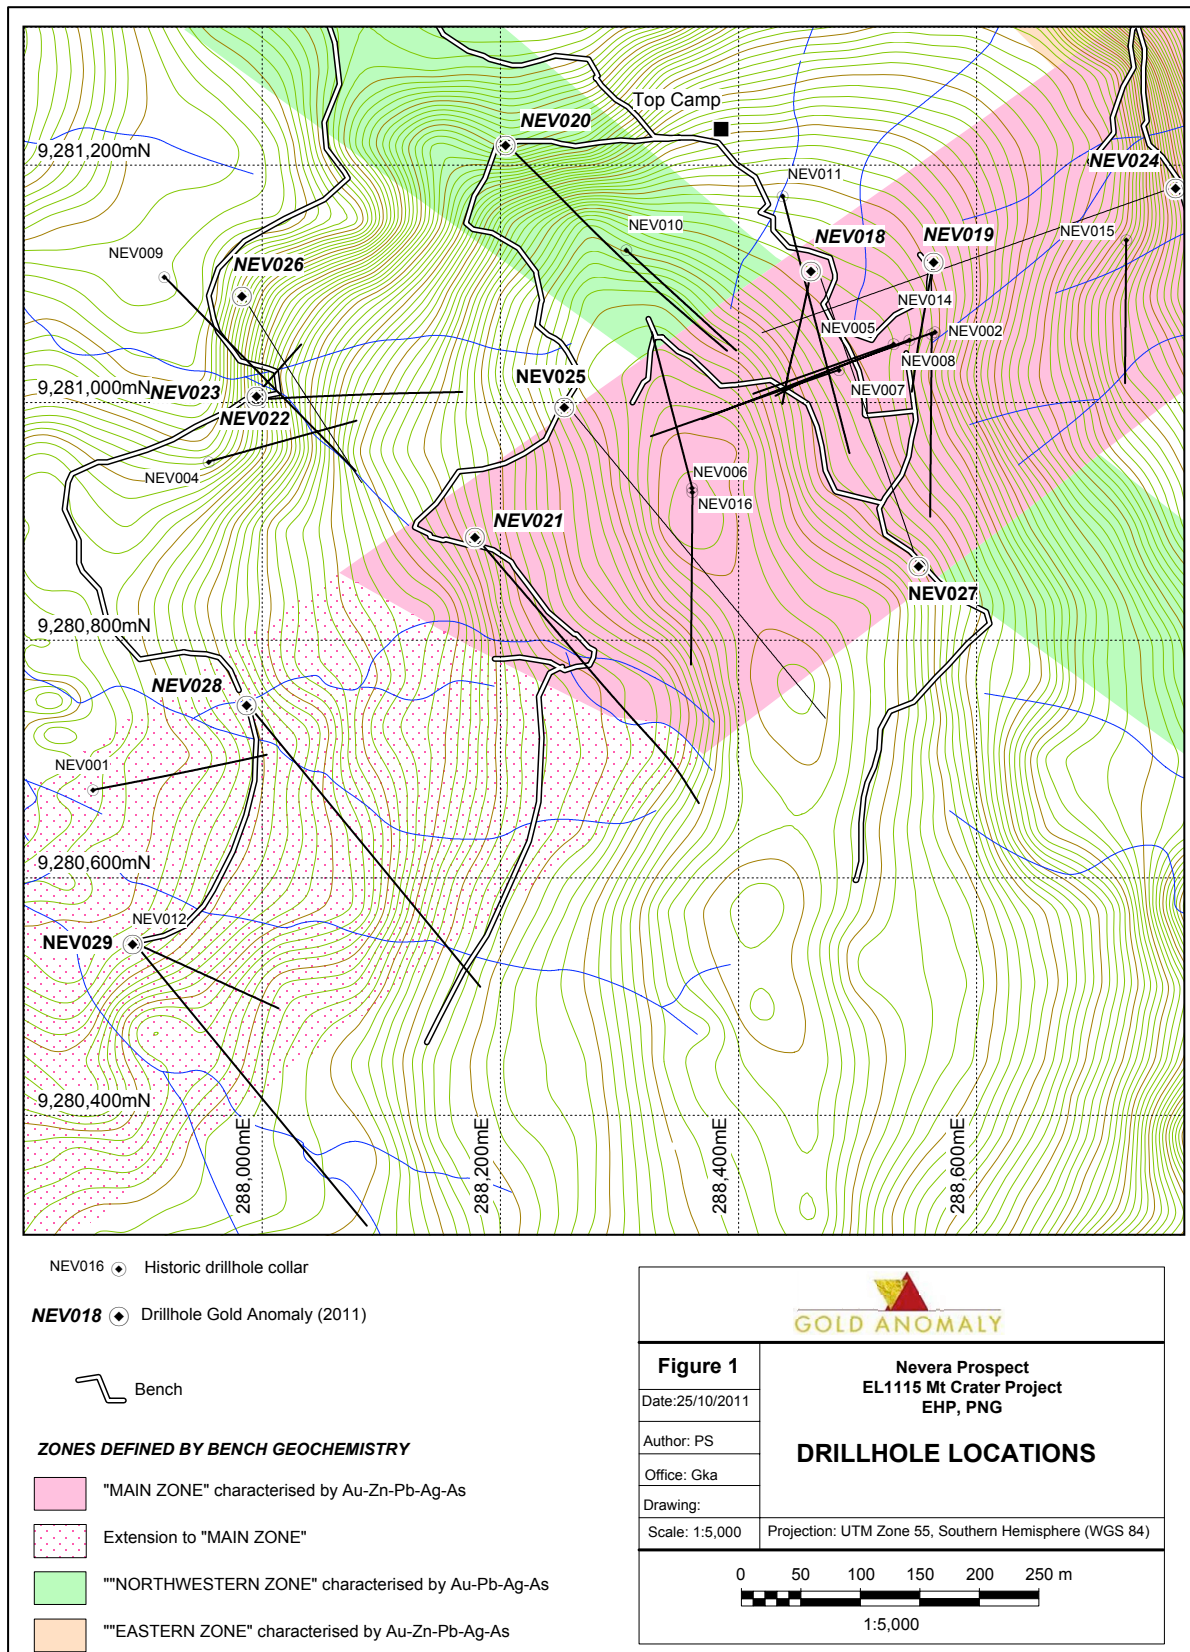 Top Camp
NEV020
9,281,200mN
NEV024
NEV011
NEV010
NEV018
NEV019
NEV015
NEV009
NEV026
NEV014
NEV005
NEV002
NEV008
9,281,000mN
NEV025
NEV023
NEV007
NEV022
NEV004
NEV006
NEV016
NEV021
NEV027
9,280,800mN
NEV028
NEV001
9,280,600mN
NEV012
NEV029
9,280,400mN
288,000mE
288,200mE
288,400mE
288,600mE
NEV016 Historic drillhole collar
NEV018 Drillhole Gold Anomaly (2011)
Bench
ZONES DEFINED BY BENCH GEOCHEMISTRY
"MAIN ZONE" characterised by Au-Zn-Pb-Ag-As
Extension to "MAIN ZONE"
""NORTHWESTERN ZONE" characterised by Au-Pb-Ag-As
""EASTERN ZONE" characterised by Au-Zn-Pb-Ag-As
GOLD ANOMALY
Figure 1
Date:25/10/2011
Author: PS
Office: Gka
Drawing:
Scale: 1:5,000
Nevera Prospect
EL1115 Mt Crater Project
EHP, PNG
DRILLHOLE LOCATIONS
Projection: UTM Zone 55, Southern Hemisphere (WGS 84)
0 50 100 150 200 250 m
1:5,000